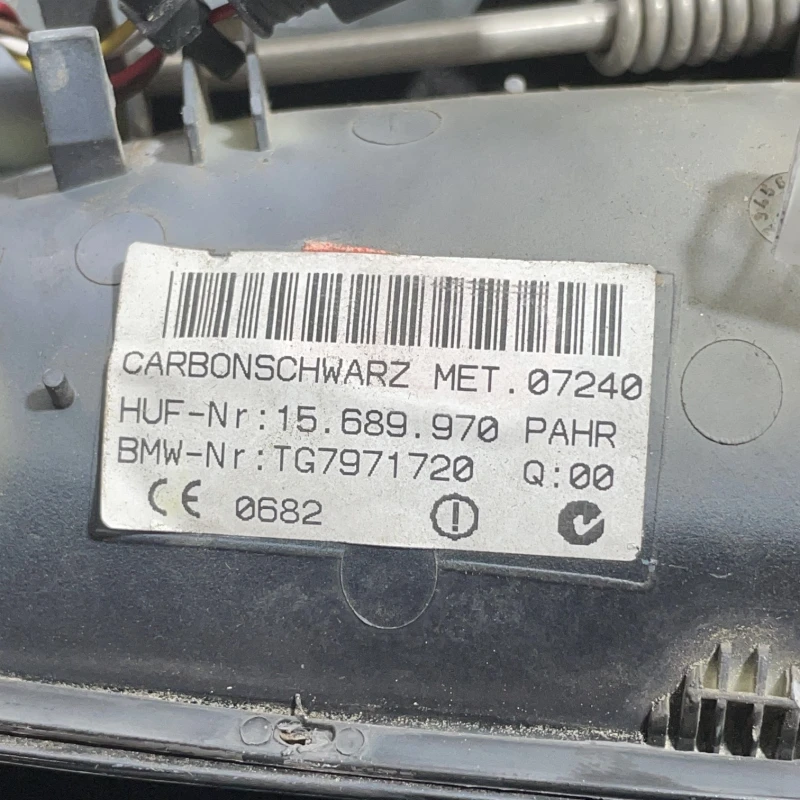 CARBONSCHWARZ MET.07240
HUF-Nr:15.689.970 PAHR
BMW-Nr:TG7971720 Q:00
CE 0682